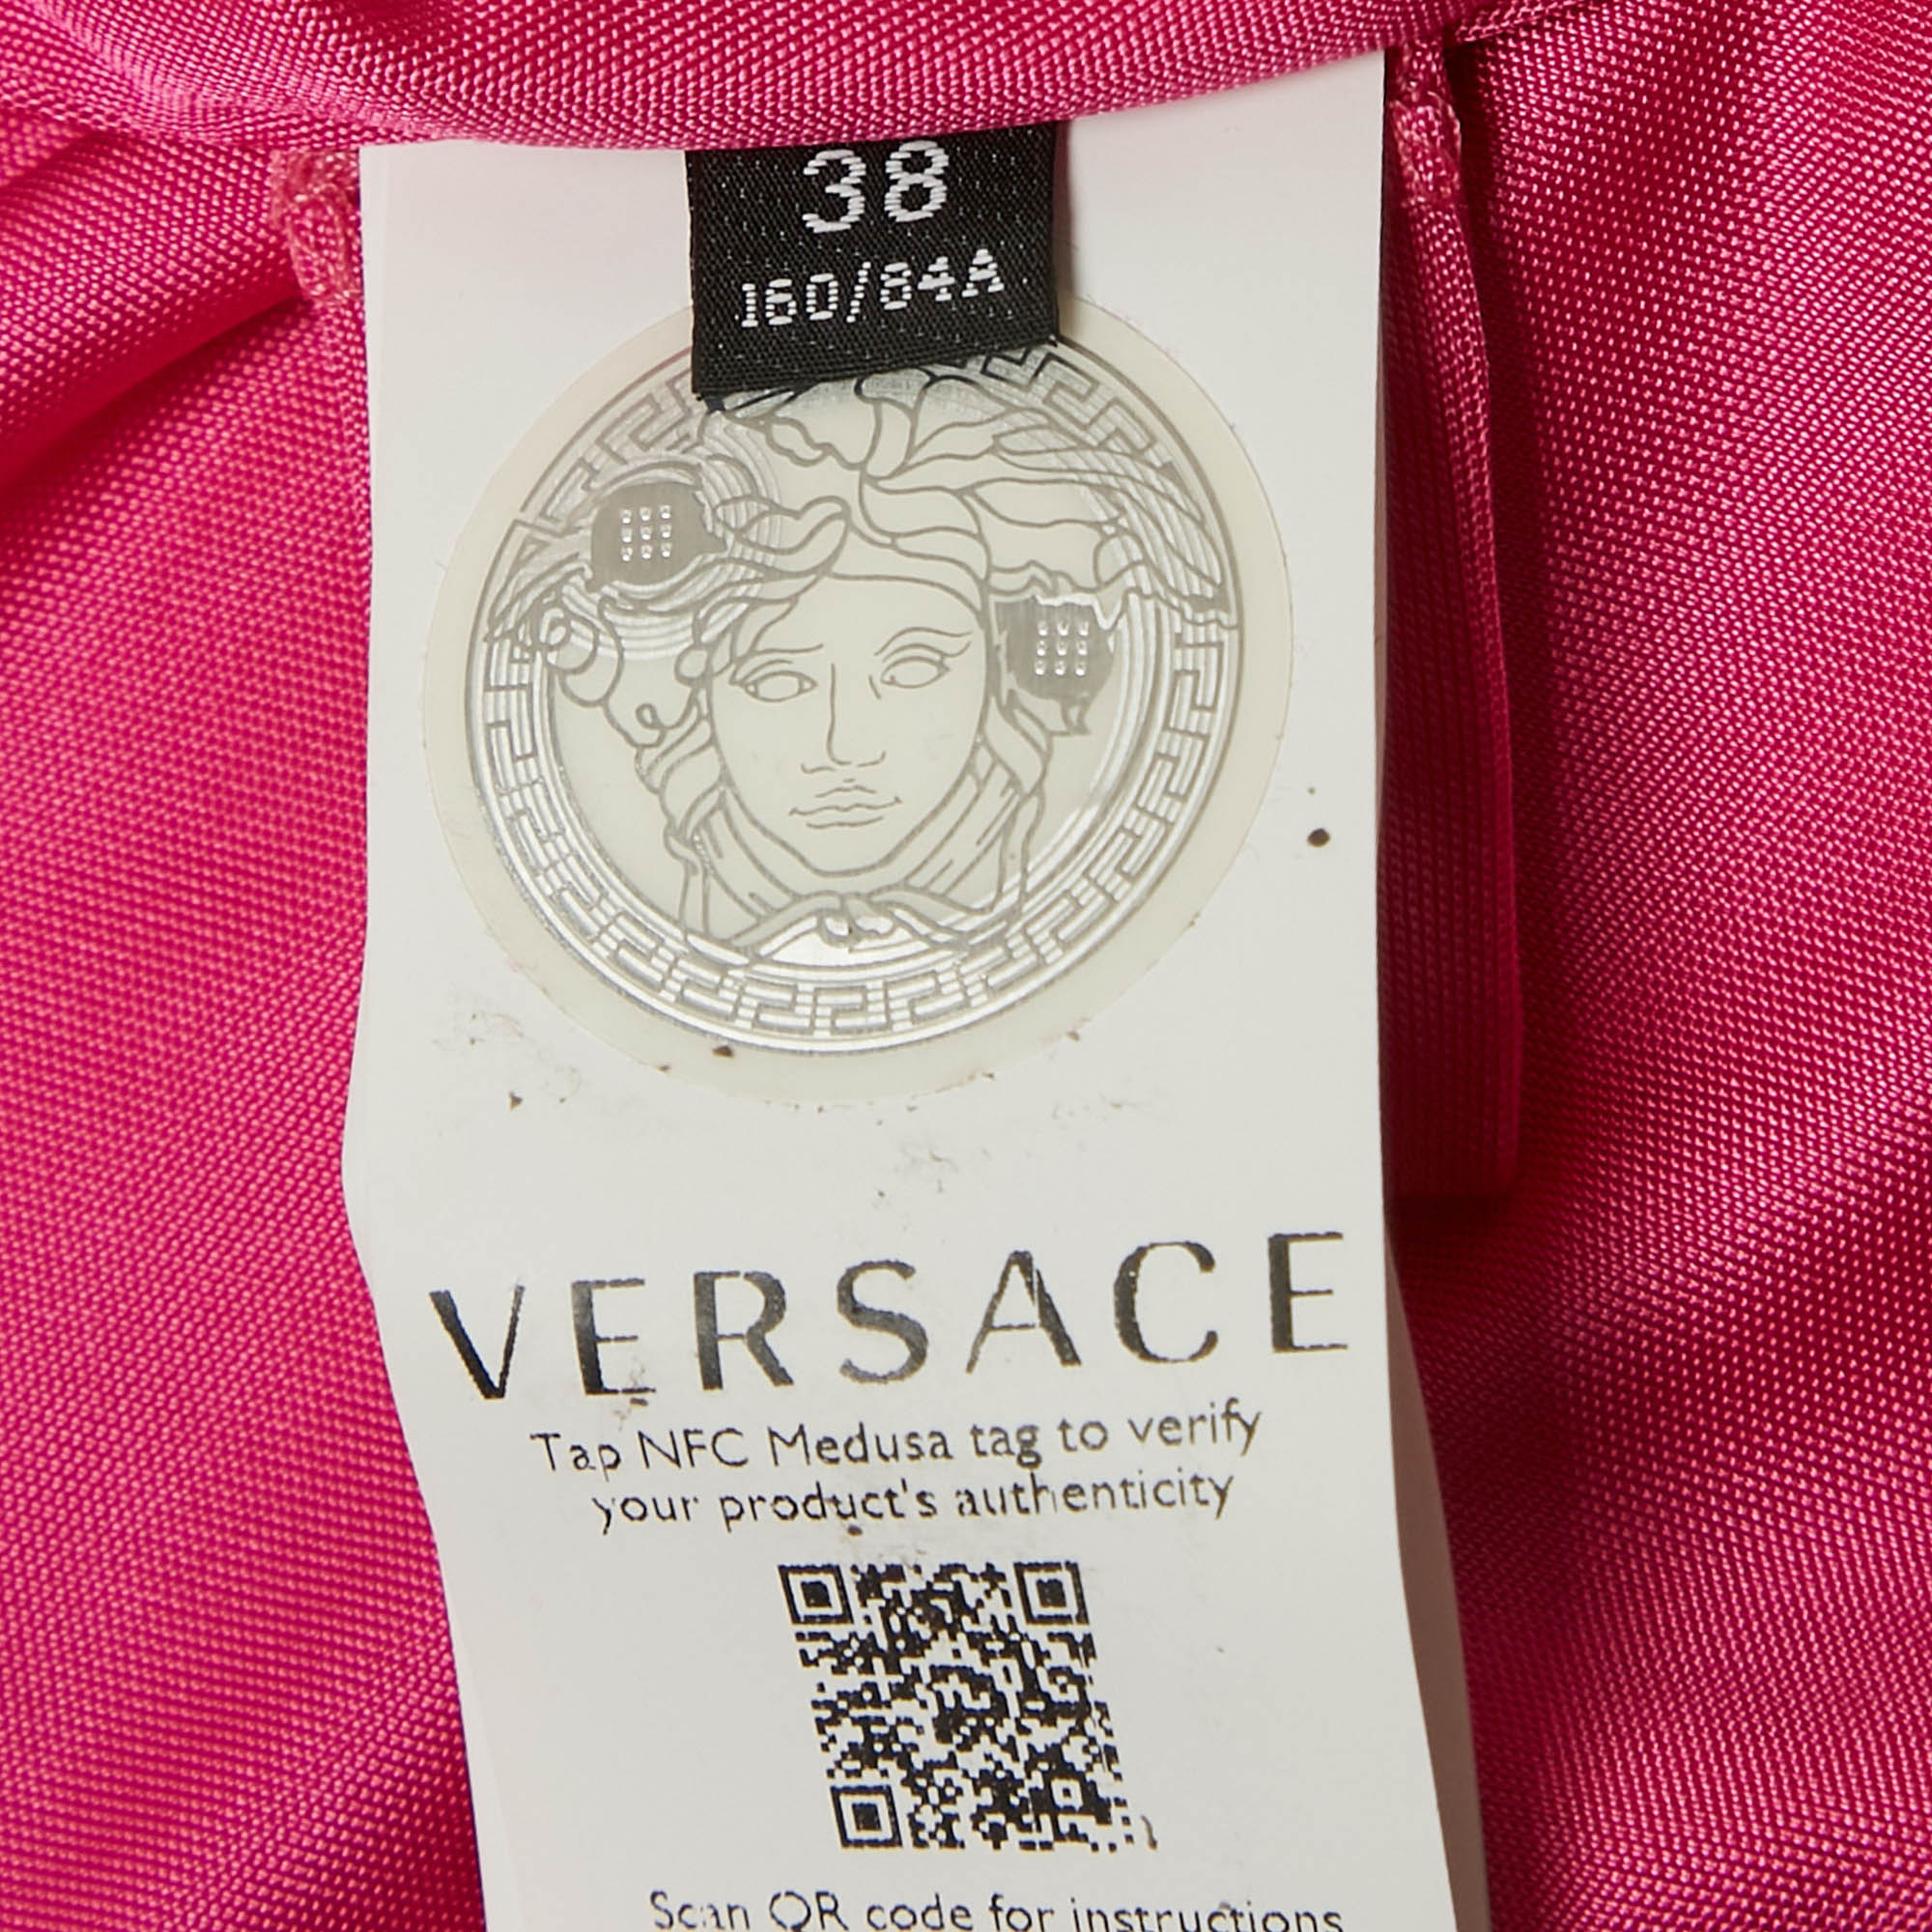 38
160/84A
VERSACE
Tap NFC Medusa tag to verify
your product's authenticity
Scan QR code for instructions